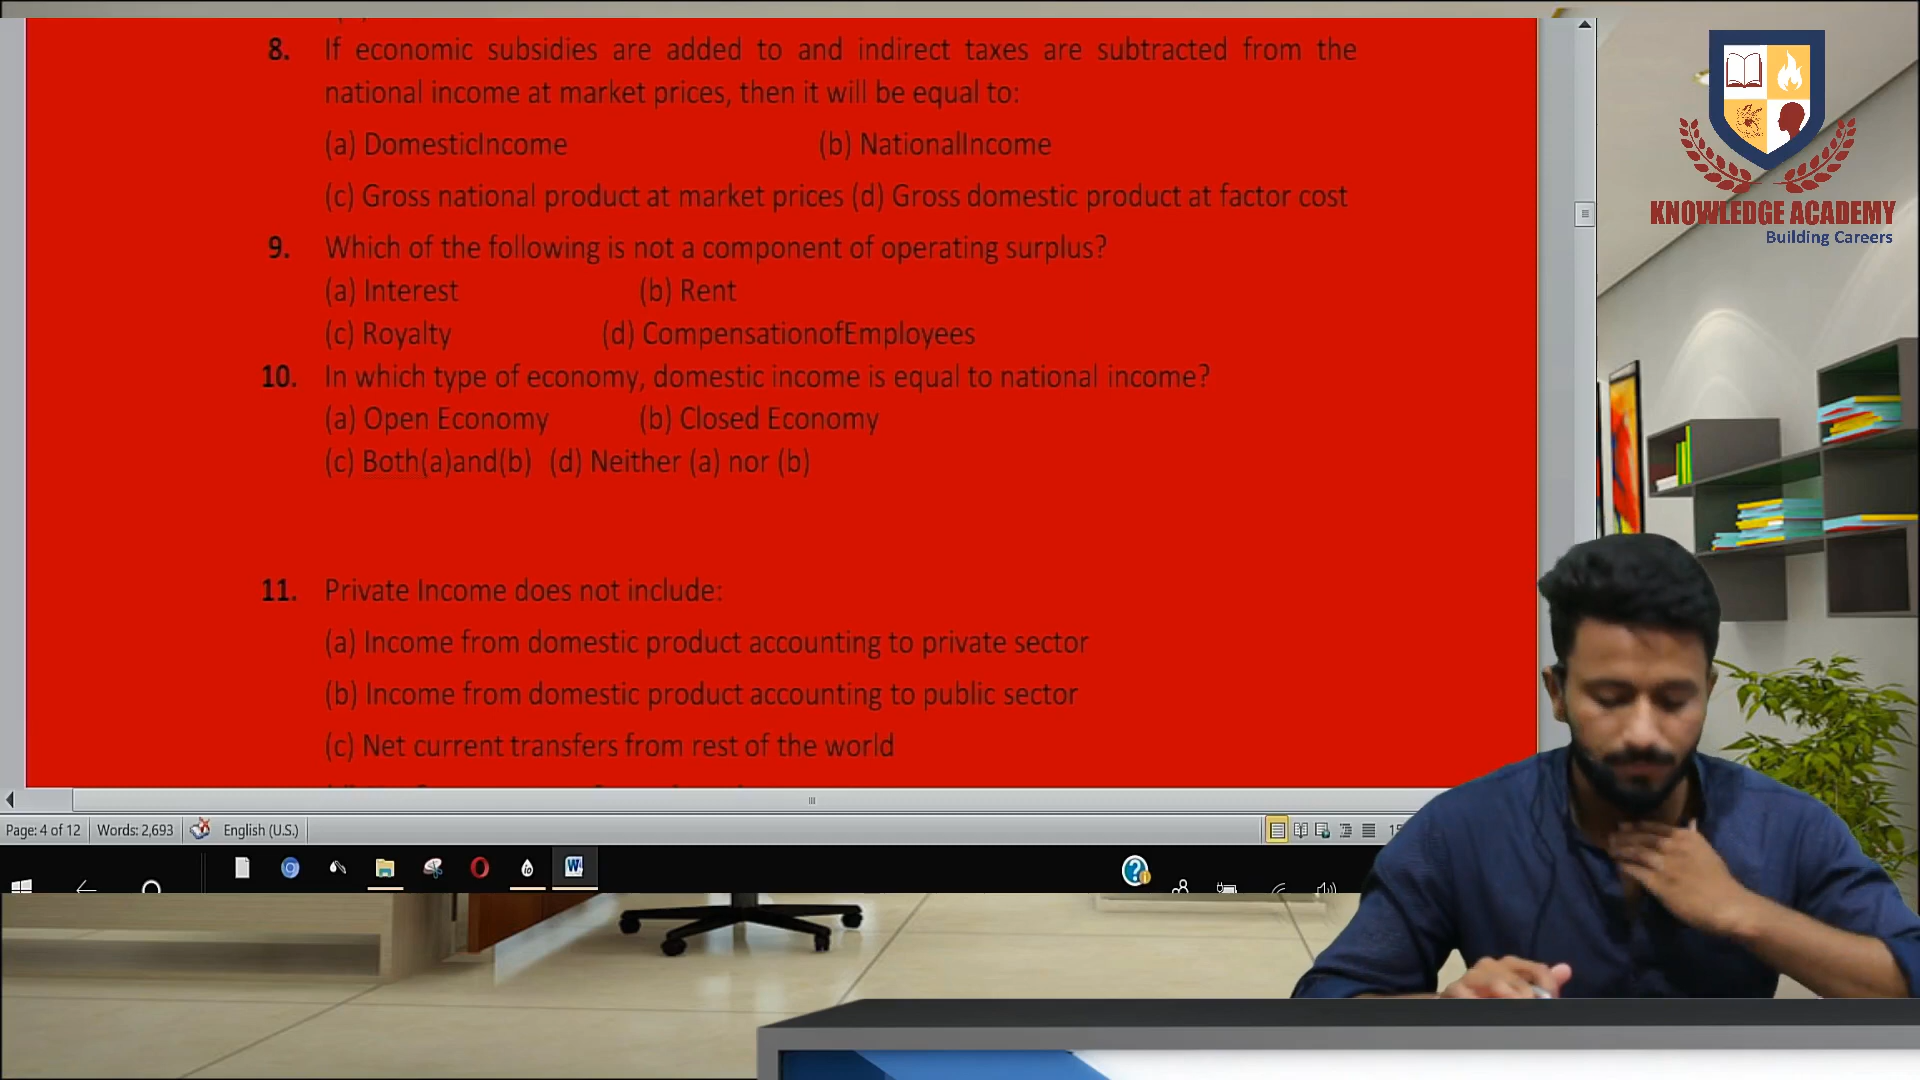 8. If economic subsidies are added to and indirect taxes are subtracted from the
national income at market prices, then it will be equal to:
(a) DomesticIncome (b) NationalIncome
(c) Gross national product at market prices (d) Gross domestic product at factor cost
9. Which of the following is not a component of operating surplus?
(a) Interest (b) Rent
(c) Royalty (d) CompensationofEmployees
10. In which type of economy, domestic income is equal to national income?
(a) Open Economy (b) Closed Economy
(c) Both(a)and(b) (d) Neither (a) nor (b)
11. Private Income does not include:
(a) Income from domestic product accounting to private sector
(b) Income from domestic product accounting to public sector
(c) Net current transfers from rest of the world
Page: 4 of 12 Words: 2,693 English (U.S.)
KNOWLEDGE ACADEMY
Building Careers